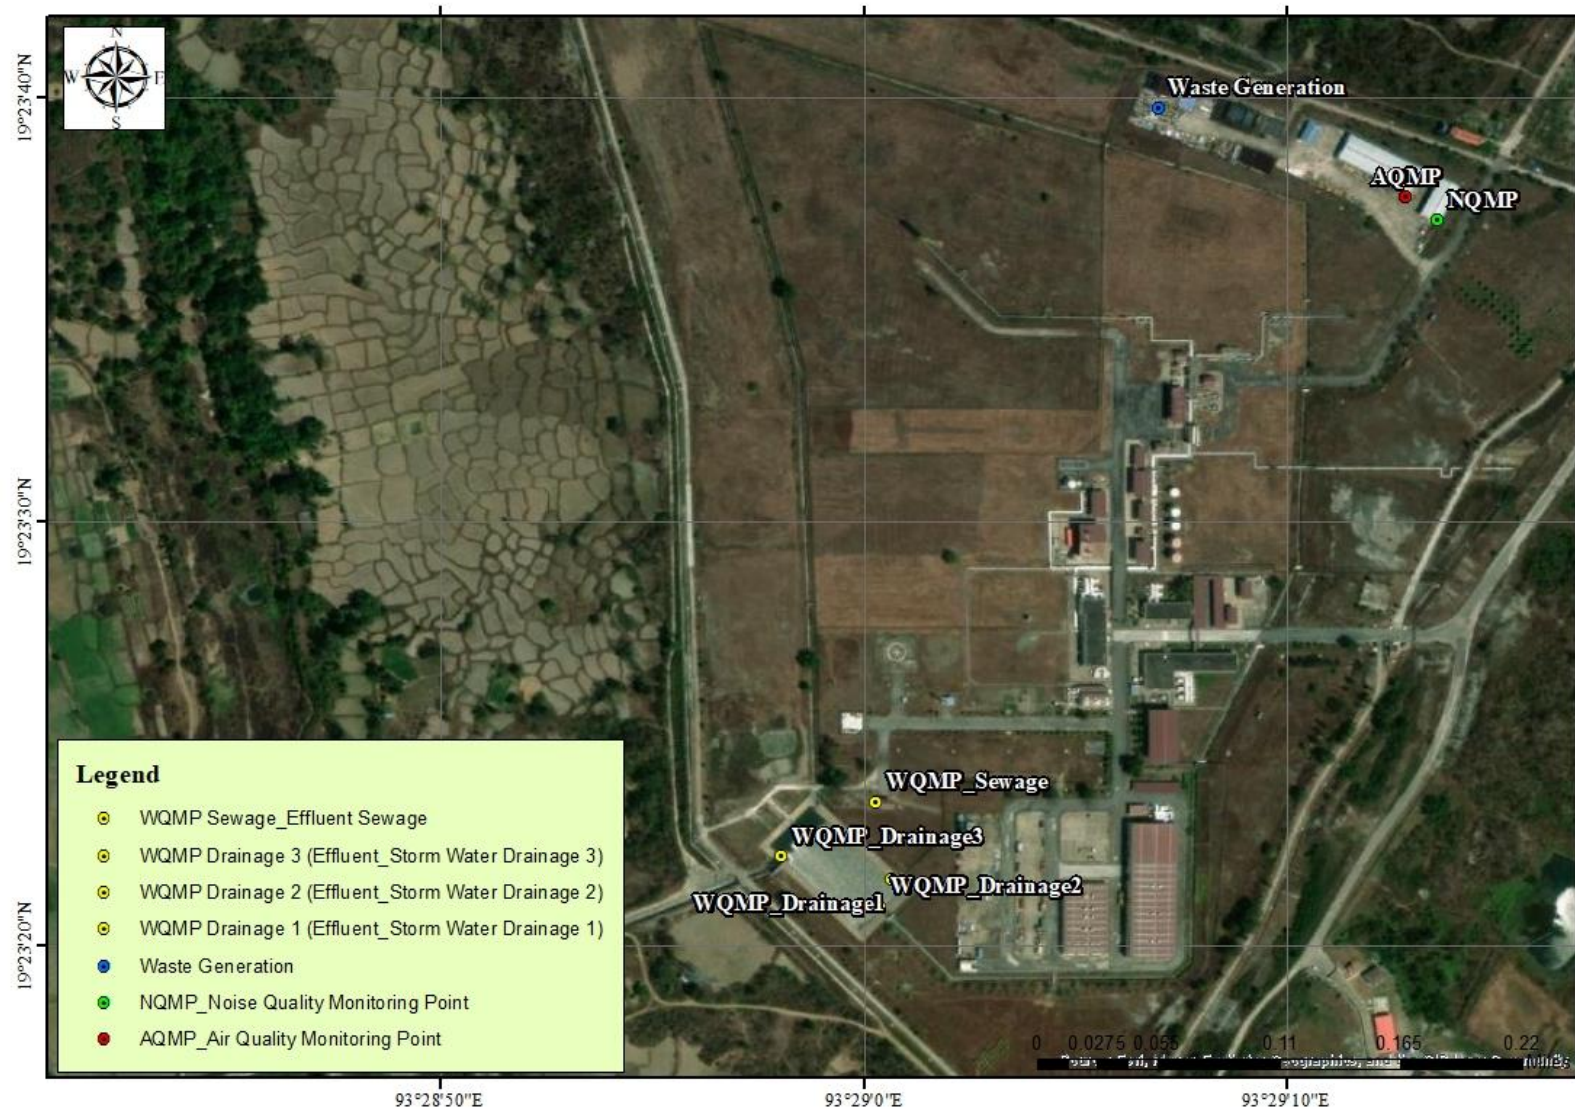 N
W E
S
19°23'40"N
19°23'30"N
19°23'20"N
Waste Generation
AQMP
NQMP
WQMP_Sewage
WQMP_Drainage3
WQMP_Drainage2
WQMP_Drainage1
Legend
WQMP Sewage_Effluent Sewage
WQMP Drainage 3 (Effluent_Storm Water Drainage 3)
WQMP Drainage 2 (Effluent_Storm Water Drainage 2)
WQMP Drainage 1 (Effluent_Storm Water Drainage 1)
Waste Generation
NQMP_Noise Quality Monitoring Point
AQMP_Air Quality Monitoring Point
0 0.0275 0.055 0.11 0.165 0.22
93°28'50"E 93°29'0"E 93°29'10"E